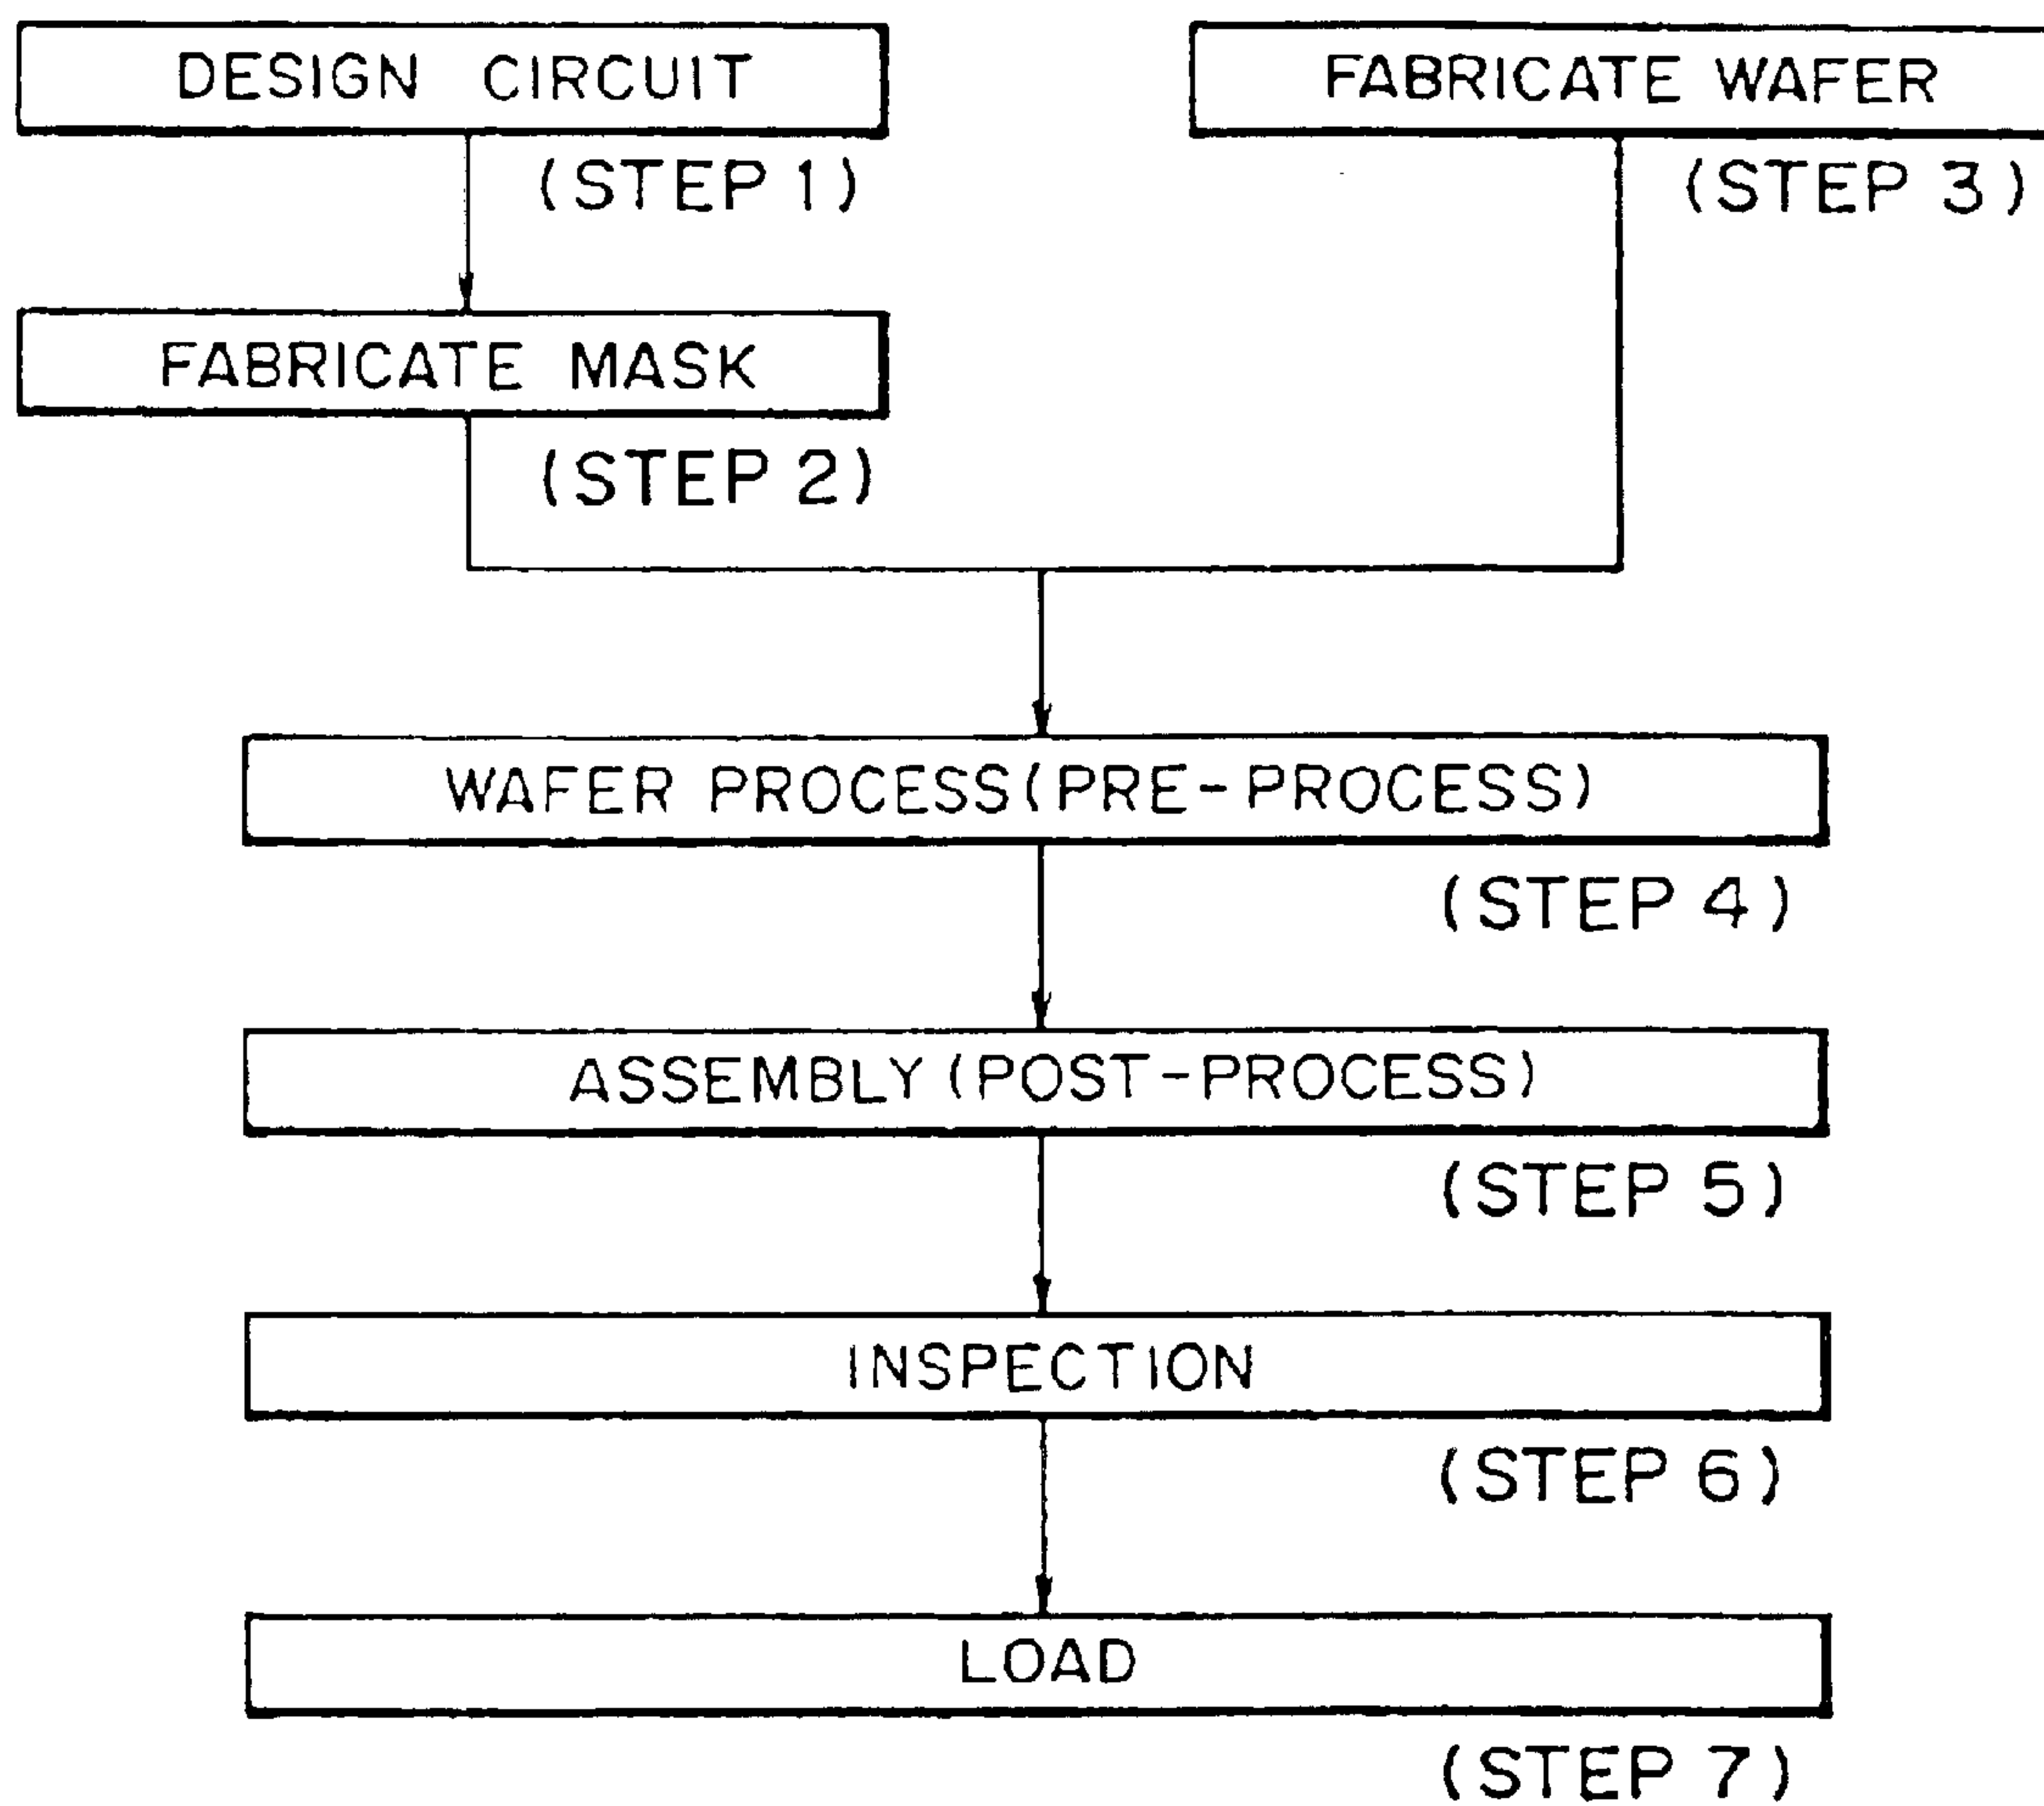 DESIGN CIRCUIT
(STEP 1)
FABRICATE WAFER
(STEP 3)
FABRICATE MASK
(STEP 2)
WAFER PROCESS(PRE-PROCESS)
(STEP 4)
ASSEMBLY(POST-PROCESS)
(STEP 5)
INSPECTION
(STEP 6)
LOAD
(STEP 7)